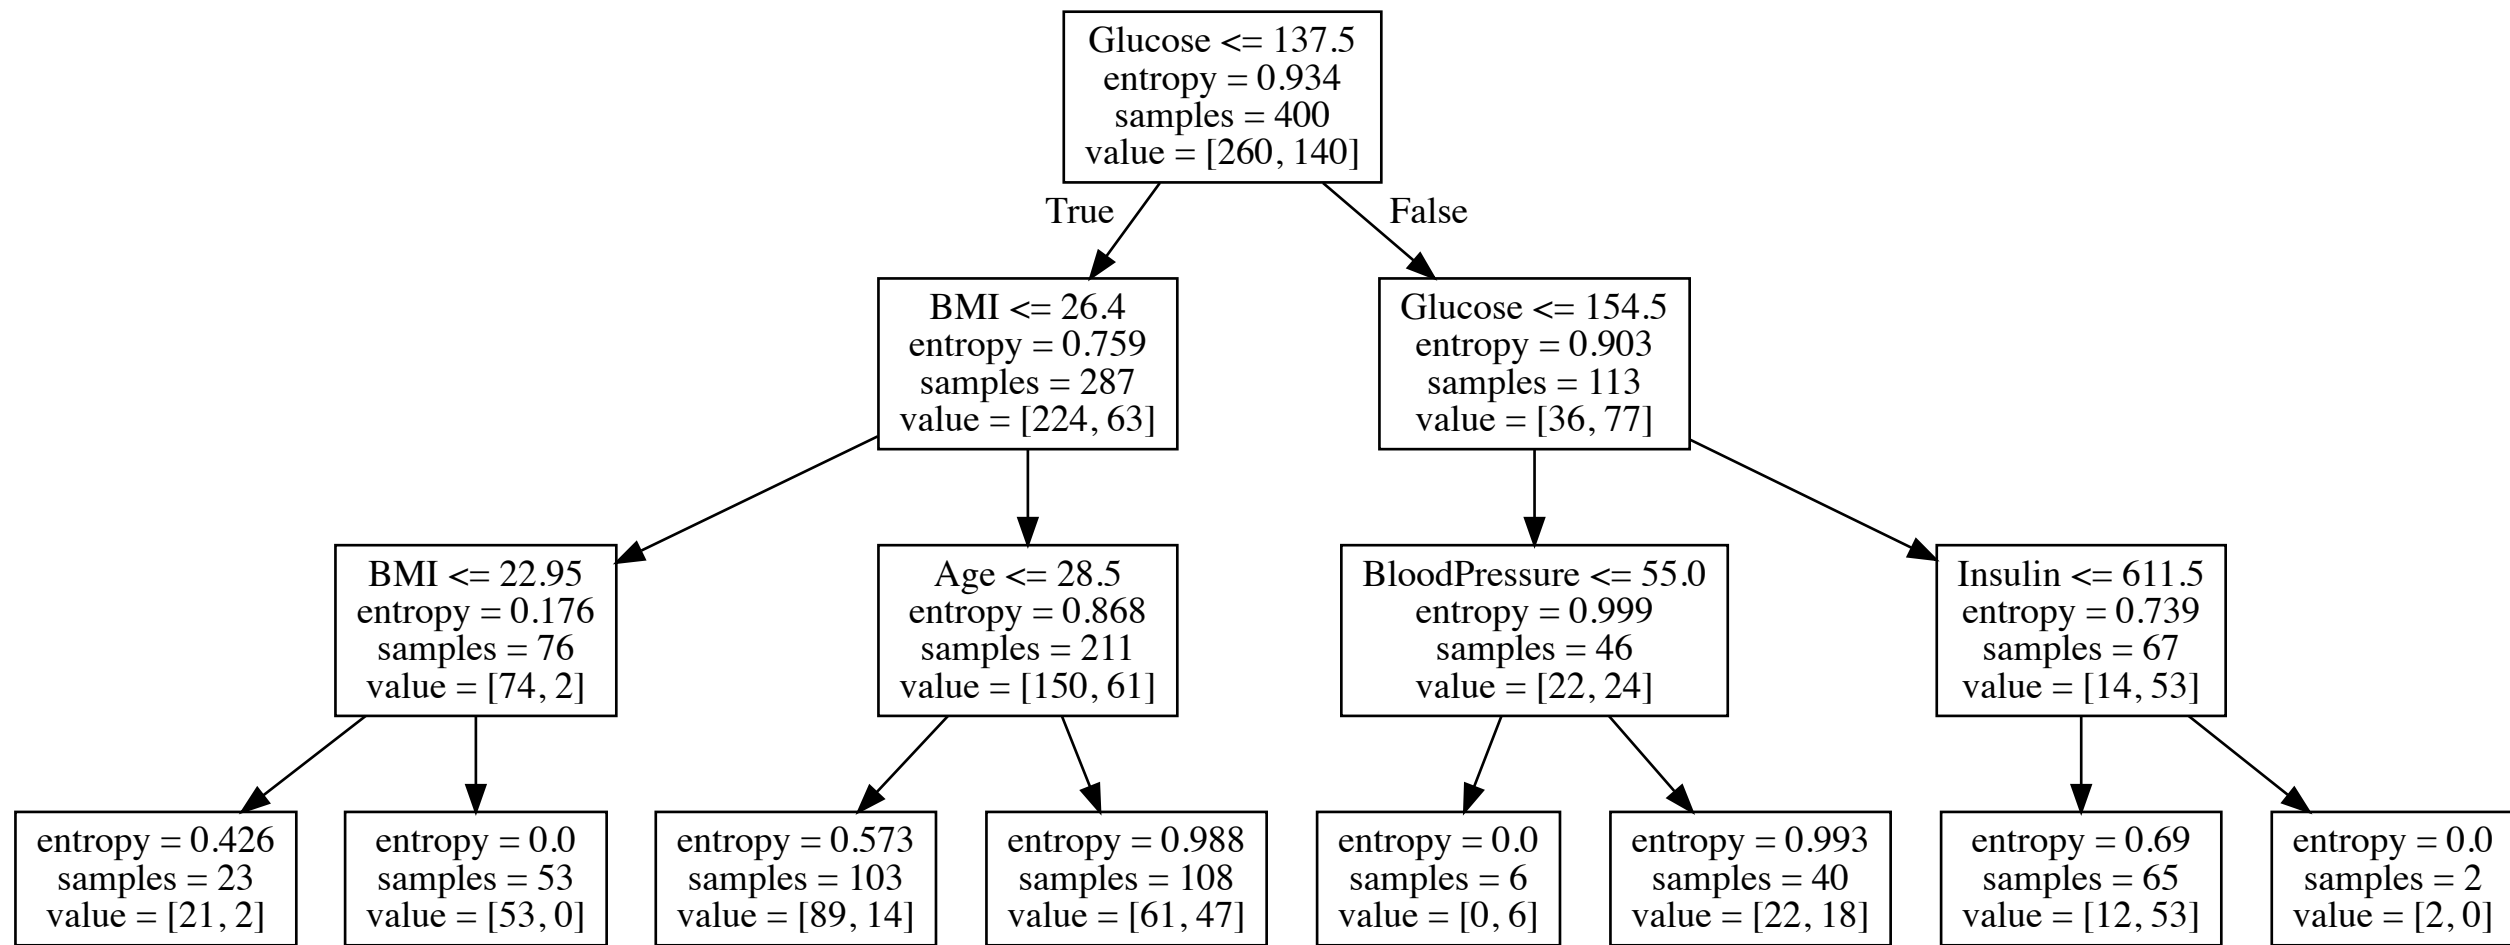 Glucose <= 137.5
entropy = 0.934
samples = 400
value = [260, 140]
True
False
BMI <= 26.4
entropy = 0.759
samples = 287
value = [224, 63]
Glucose <= 154.5
entropy = 0.903
samples = 113
value = [36, 77]
BMI <= 22.95
entropy = 0.176
samples = 76
value = [74, 2]
Age <= 28.5
entropy = 0.868
samples = 211
value = [150, 61]
BloodPressure <= 55.0
entropy = 0.999
samples = 46
value = [22, 24]
Insulin <= 611.5
entropy = 0.739
samples = 67
value = [14, 53]
entropy = 0.426
samples = 23
value = [21, 2]
entropy = 0.0
samples = 53
value = [53, 0]
entropy = 0.573
samples = 103
value = [89, 14]
entropy = 0.988
samples = 108
value = [61, 47]
entropy = 0.0
samples = 6
value = [0, 6]
entropy = 0.993
samples = 40
value = [22, 18]
entropy = 0.69
samples = 65
value = [12, 53]
entropy = 0.0
samples = 2
value = [2, 0]